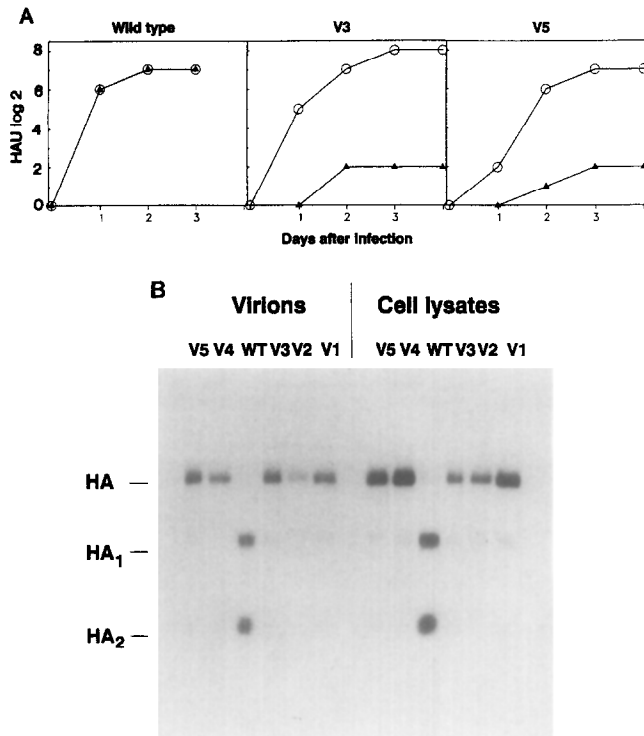 A
Wild type V3 V5
HAU log 2
8
6
4
2
0
1 2 3 1 2 3 1 2 3
Days after infection
B
Virions Cell lysates
V5 V4 WT V3 V2 V1 V5 V4 WT V3 V2 V1
HA
HA1
HA2